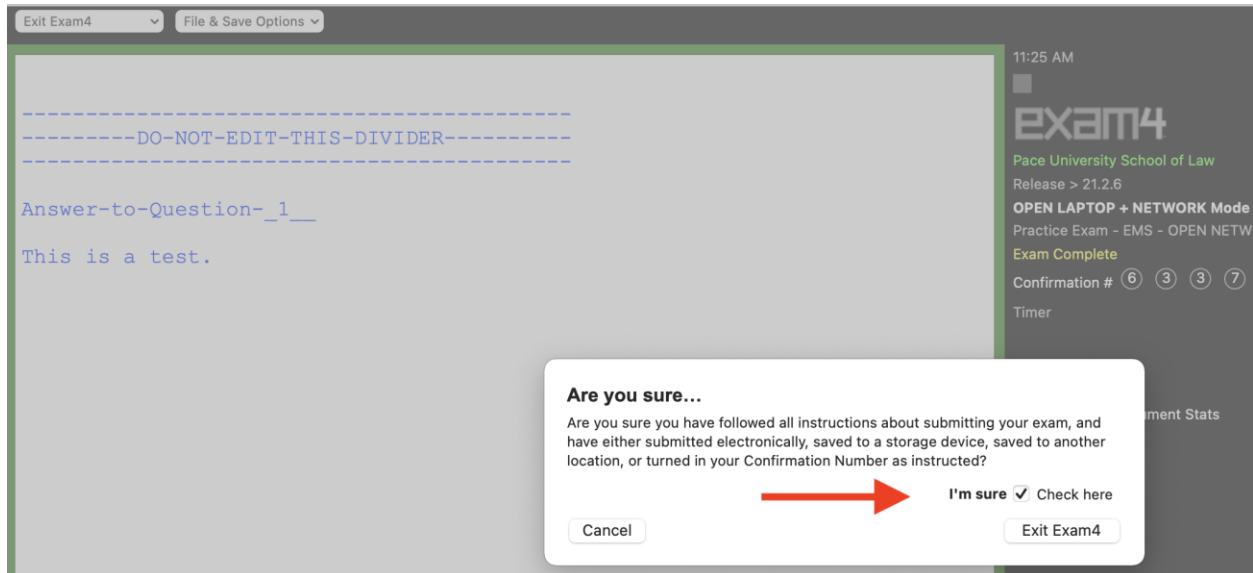 Exit Exam4
File & Save Options
-------------------------------------------
---------DO-NOT-EDIT-THIS-DIVIDER----------
-------------------------------------------
Answer-to-Question-_1__
This is a test.
11:25 AM
exam4
Pace University School of Law
Release > 21.2.6
OPEN LAPTOP + NETWORK Mode
Practice Exam - EMS - OPEN NETW
Exam Complete
Confirmation # 6 3 3 7
Timer
ment Stats
Are you sure...
Are you sure you have followed all instructions about submitting your exam, and
have either submitted electronically, saved to a storage device, saved to another
location, or turned in your Confirmation Number as instructed?
I'm sure Check here
Cancel
Exit Exam4